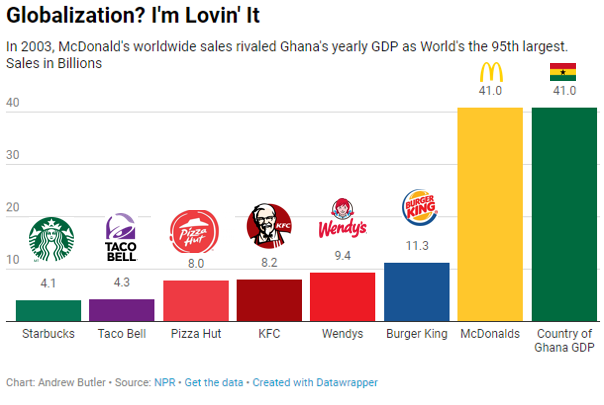 Globalization? I'm Lovin' It
In 2003, McDonald's worldwide sales rivaled Ghana's yearly GDP as World's the 95th largest.
Sales in Billions
41.0 41.0
40
30
20
10
TACO
BELL
Pizza
Hut
KFC
Wendy's
BURGER
KING
4.1 4.3 8.0 8.2 9.4 11.3
Starbucks Taco Bell Pizza Hut KFC Wendys Burger King McDonalds Country of
Ghana GDP
Chart: Andrew Butler • Source: NPR • Get the data • Created with Datawrapper